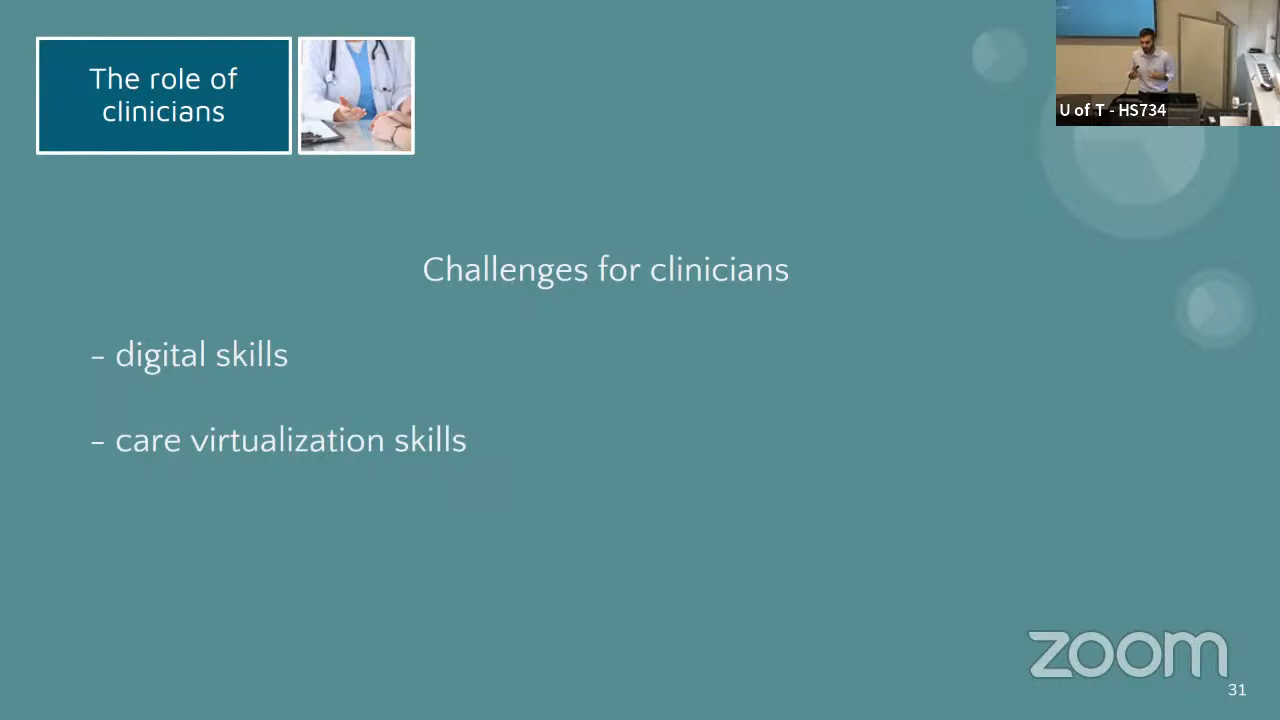 The role of
clinicians
U of T - HS734
Challenges for clinicians
- digital skills
- care virtualization skills
zoom
31